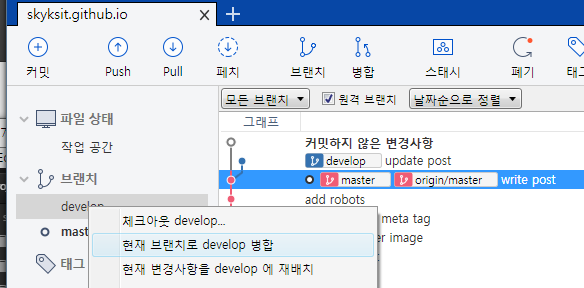 skyksit.github.io
커밋 Push Pull 페치 브랜치 병합 스태시 폐기 태그
모든 브랜치 원격 브랜치 날짜순으로 정렬
파일 상태
작업 공간
브랜치
develop
태그
체크아웃 develop...
현재 브랜치로 develop 병합
현재 변경사항을 develop 에 재배치
그래프
커밋하지 않은 변경사항
develop update post
master origin/master write post
add robots
meta tag
image